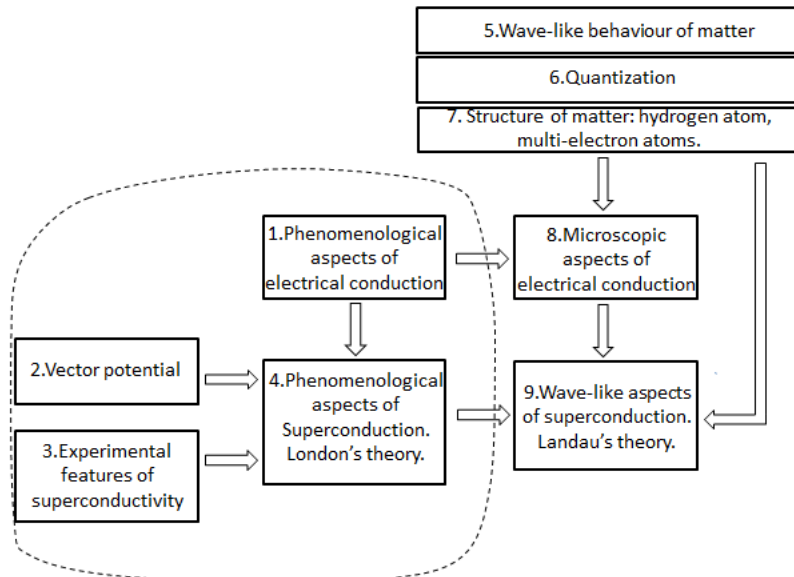 5.Wave-like behaviour of matter
6.Quantization
7. Structure of matter: hydrogen atom,
multi-electron atoms.
1.Phenomenological
aspects of
electrical conduction
8.Microscopic
aspects of
electrical conduction
2.Vector potential
4.Phenomenological
aspects of
Superconduction.
London's theory.
9.Wave-like aspects
of superconduction.
Landau's theory.
3.Experimental
features of
superconductivity